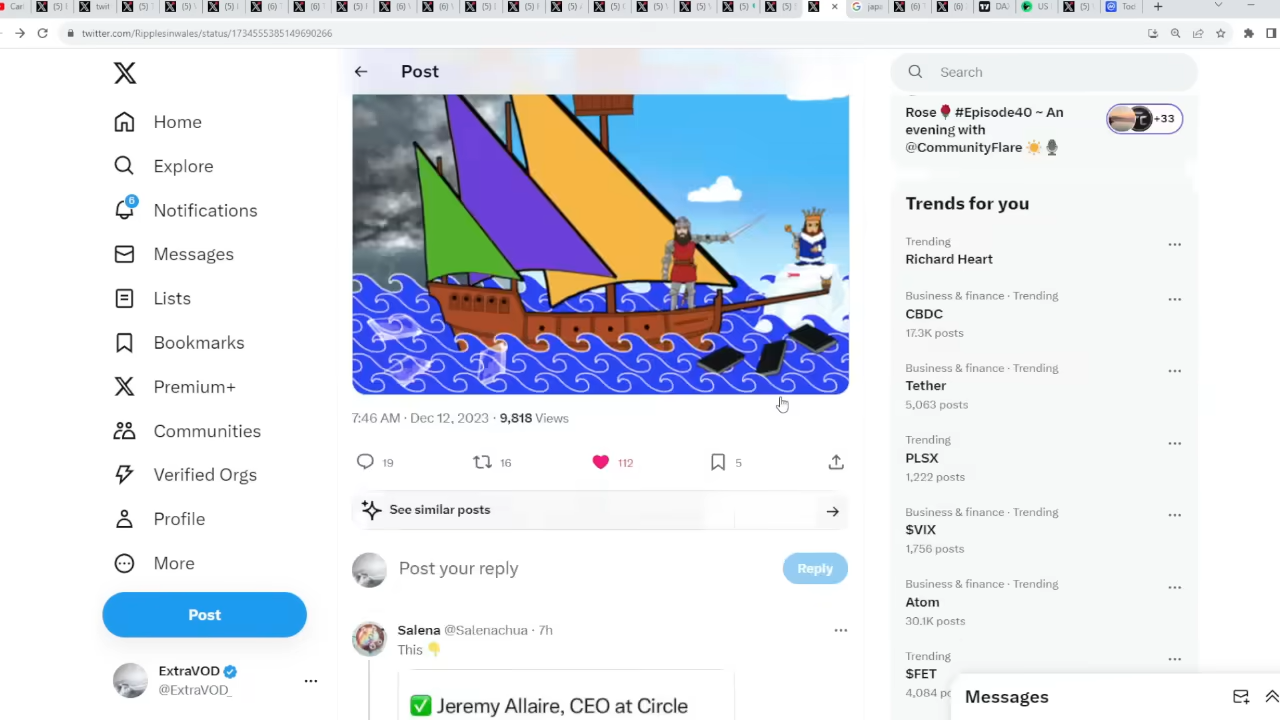 twitter.com/Ripplesinwales/status/1734555385149690266
Home
Explore
6
Notifications
Messages
Lists
Bookmarks
Premium+
Communities
Verified Orgs
Profile
More
Post
ExtraVOD
@ExtraVOD_
Post
7:46 AM · Dec 12, 2023 · 9,818 Views
19
16
112
5
See similar posts
Post your reply
Reply
Salena @Salenachua · 7h
This 👇
✅ Jeremy Allaire, CEO at Circle
Search
Rose🌹 #Episode40 ~ An
evening with
@CommunityFlare ☀️ 🎙️
+33
Trends for you
Trending
Richard Heart
Business & finance · Trending
CBDC
17.3K posts
Business & finance · Trending
Tether
5,063 posts
Trending
PLSX
1,222 posts
Business & finance · Trending
$VIX
1,756 posts
Business & finance · Trending
Atom
30.1K posts
Trending
$FET
4,084
Messages